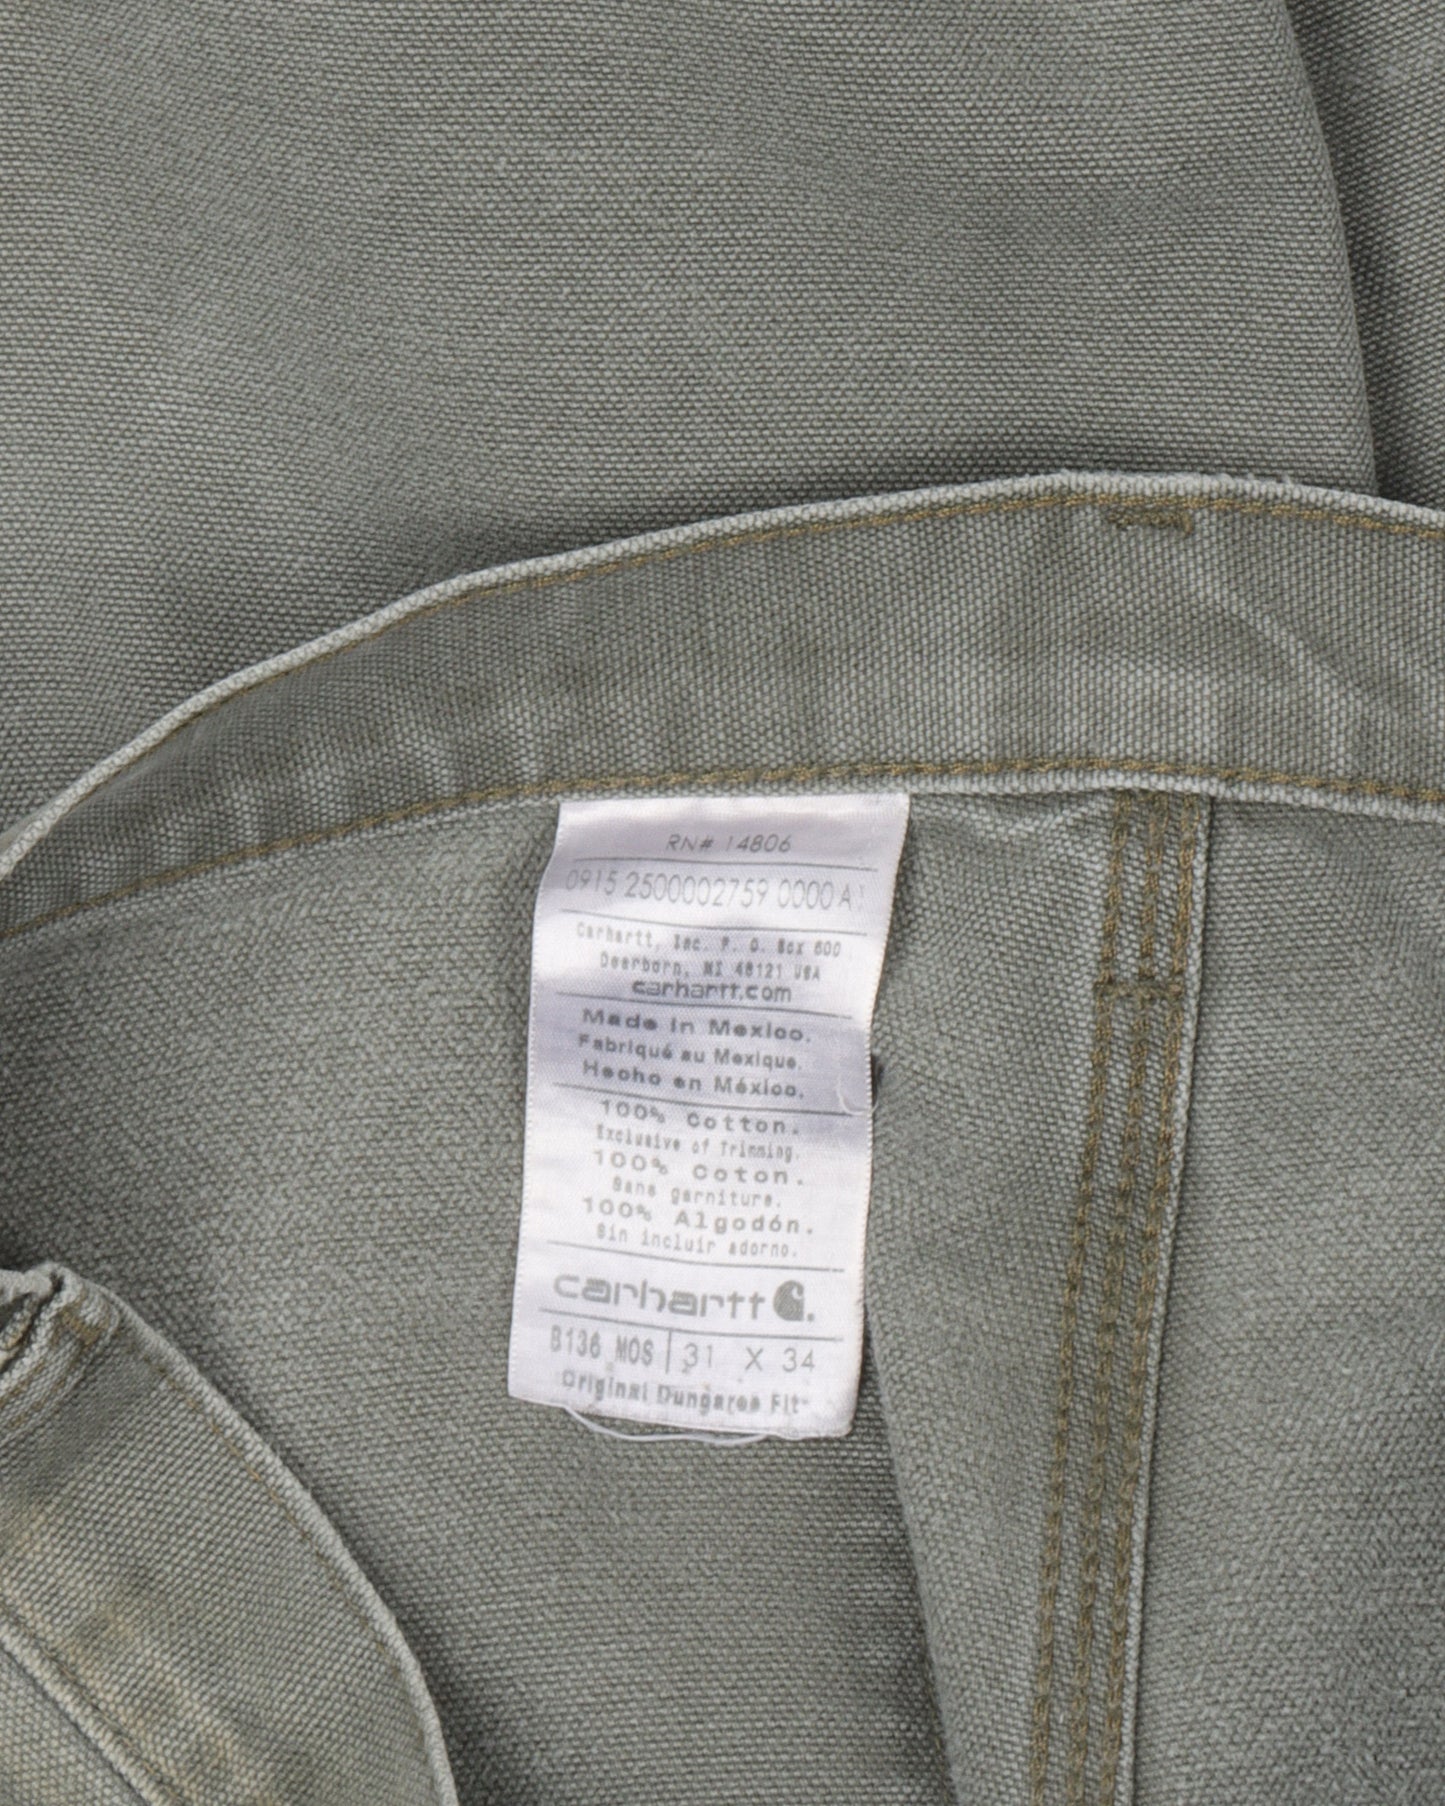 RN# 14806
0915 2500002759 0000 A1
Carhartt, Inc. P. O. Box 600
Dearborn, MI 48121 USA
carhartt.com
Made in Mexico.
Fabriqué au Mexique.
Hecho en México.
100% Cotton.
Exclusive of Trimming.
100% Coton.
Sans garniture.
100% Algodón.
Sin incluir adorno.
carhartt
B136 MOS 31 X 34
Original Dungaree Fit